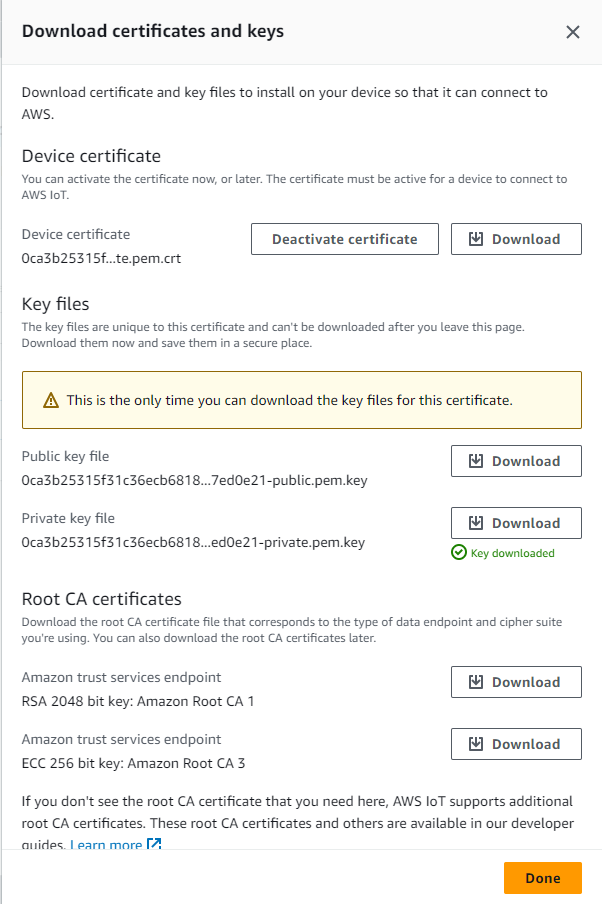 Download certificates and keys
Download certificate and key files to install on your device so that it can connect to
AWS.
Device certificate
You can activate the certificate now, or later. The certificate must be active for a device to connect to
AWS IoT.
Device certificate
0ca3b25315f...te.pem.crt
Deactivate certificate
Download
Key files
The key files are unique to this certificate and can't be downloaded after you leave this page.
Download them now and save them in a secure place.
This is the only time you can download the key files for this certificate.
Public key file
0ca3b25315f31c36ecb6818...7ed0e21-public.pem.key
Download
Private key file
0ca3b25315f31c36ecb6818...ed0e21-private.pem.key
Download
Key downloaded
Root CA certificates
Download the root CA certificate file that corresponds to the type of data endpoint and cipher suite
you're using. You can also download the root CA certificates later.
Amazon trust services endpoint
RSA 2048 bit key: Amazon Root CA 1
Download
Amazon trust services endpoint
ECC 256 bit key: Amazon Root CA 3
Download
If you don't see the root CA certificate that you need here, AWS IoT supports additional
root CA certificates. These root CA certificates and others are available in our developer
guides. Learn more
Done